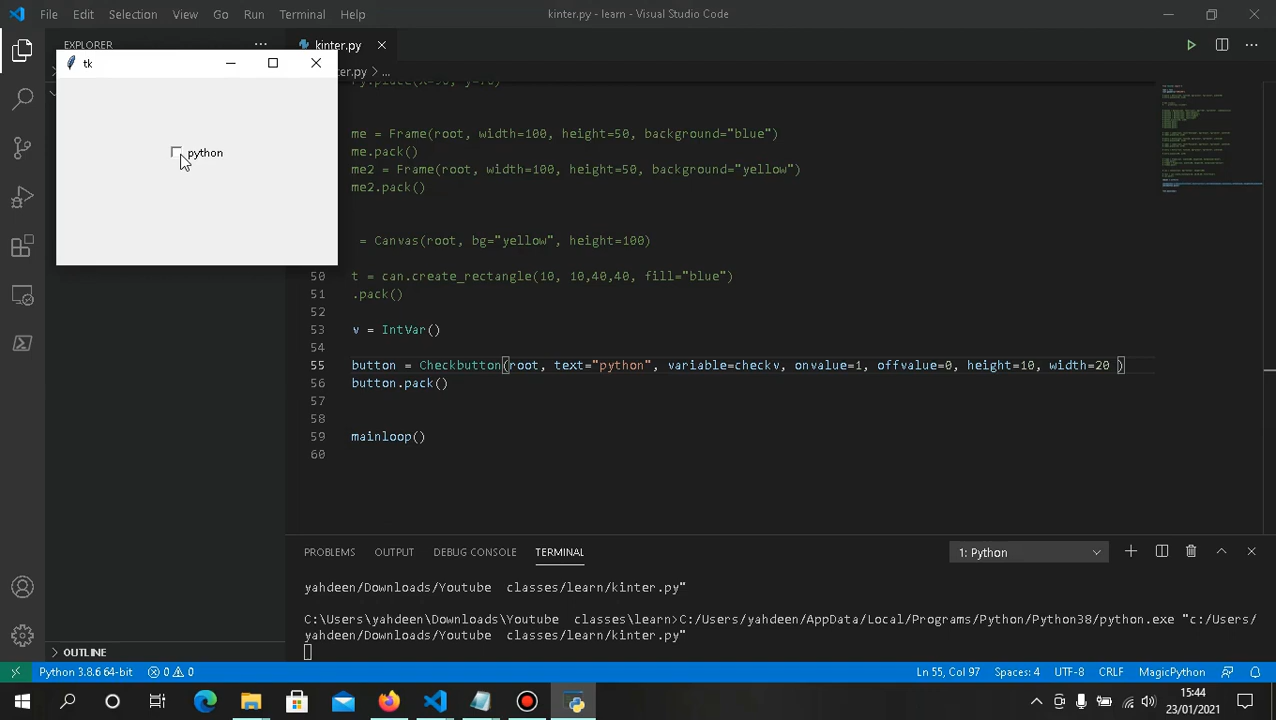 File Edit Selection View Go Run Terminal Help kinter.py - learn - Visual Studio Code
EXPLORER
kinter.py
tk
ter.py > ...
me = Frame(root, width=100, height=50, background="blue")
python
me.pack()
me2 = Frame(root, width=100, height=50, background="yellow")
me2.pack()
= Canvas(root, bg="yellow", height=100)
50 t = can.create_rectangle(10, 10,40,40, fill="blue")
51 .pack()
52
53 v = IntVar()
54
55 button = Checkbutton(root, text="python", variable=checkv, onvalue=1, offvalue=0, height=10, width=20 )
56 button.pack()
57
58
59 mainloop()
60
PROBLEMS OUTPUT DEBUG CONSOLE TERMINAL 1: Python
yahdeen/Downloads/Youtube classes/learn/kinter.py"
C:\Users\yahdeen\Downloads\Youtube classes\learn>C:/Users/yahdeen/AppData/Local/Programs/Python/Python38/python.exe "c:/Users/
yahdeen/Downloads/Youtube classes/learn/kinter.py"
OUTLINE
Python 3.8.6 64-bit 0 0 Ln 55, Col 97 Spaces: 4 UTF-8 CRLF MagicPython
15:44
23/01/2021